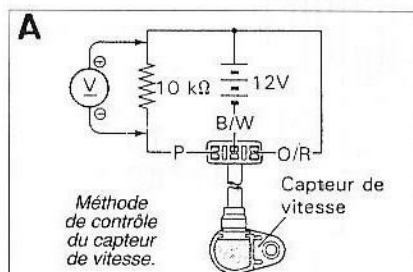 A
V
10 kΩ
12V
B/W
P
O/R
Capteur de
vitesse
Méthode
de contrôle
du capteur
de vitesse.